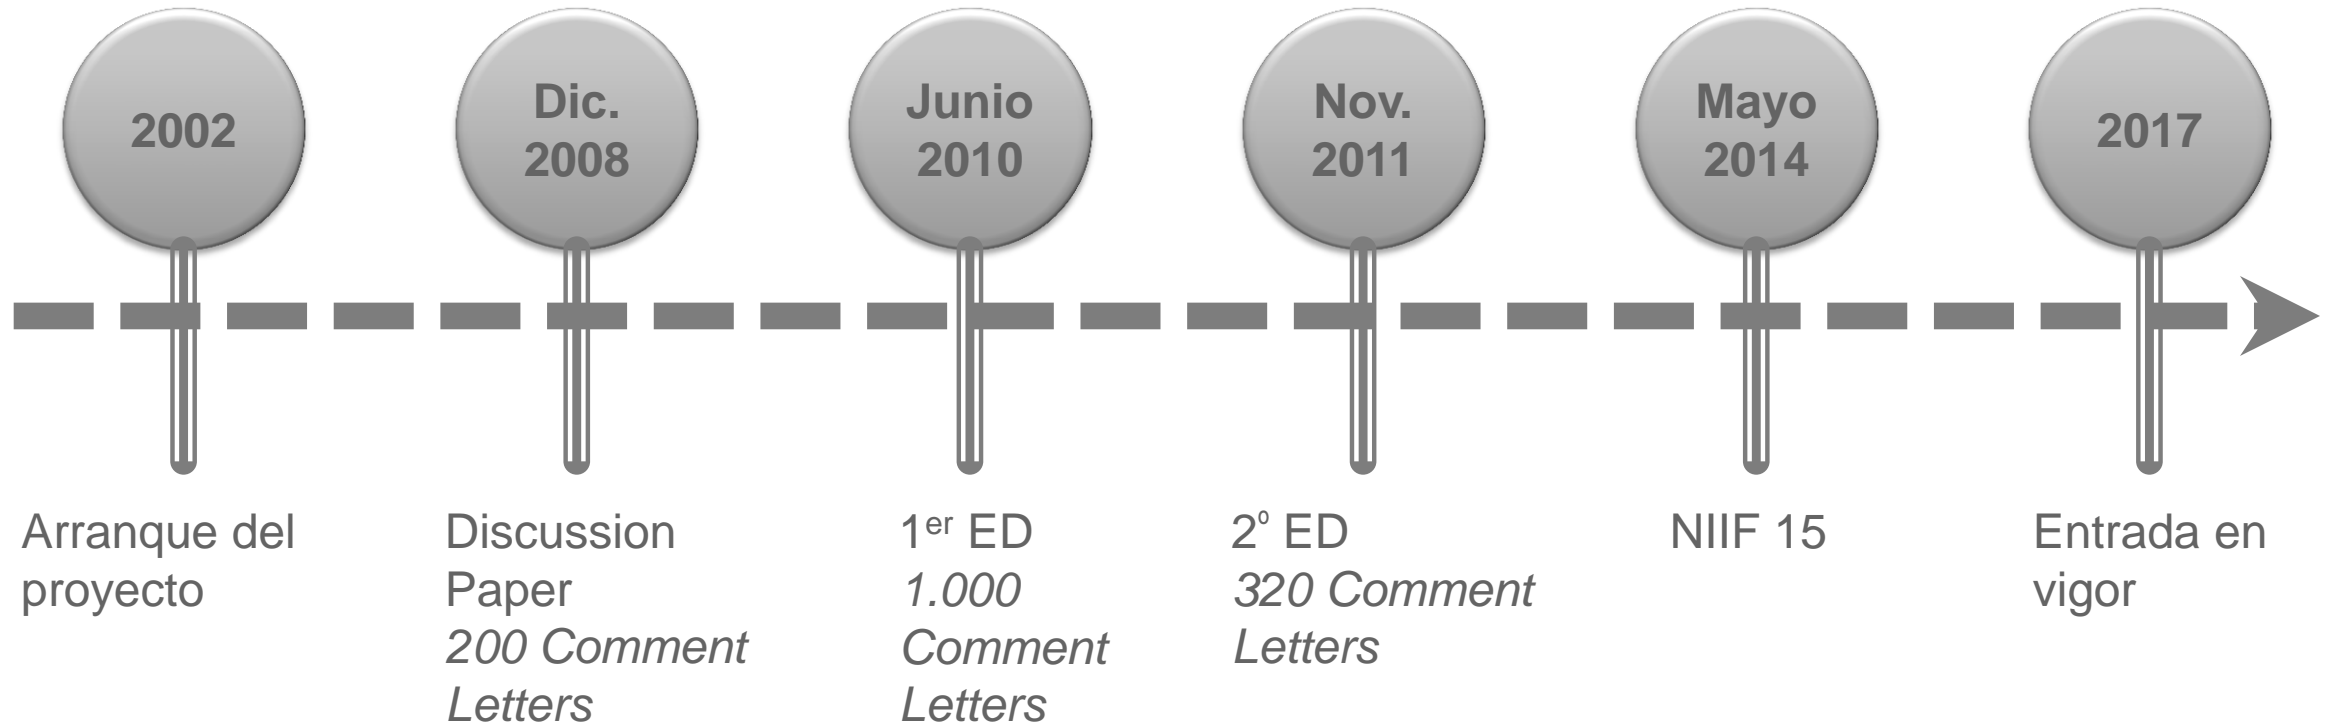 2002
Dic.
2008
Junio
2010
Nov.
2011
Mayo
2014
2017
Arranque del
proyecto
Discussion
Paper
200 Comment
Letters
1er ED
1.000
Comment
Letters
2º ED
320 Comment
Letters
NIIF 15
Entrada en
vigor